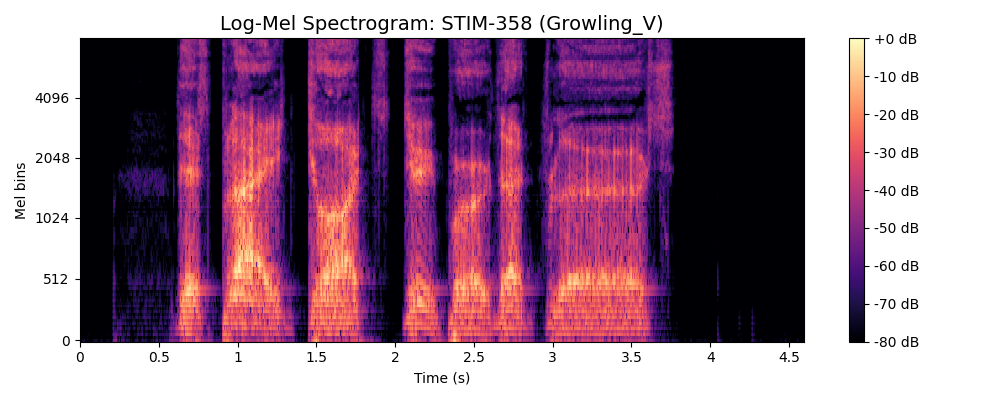 Log-Mel Spectrogram: STIM-358 (Growling_V)
Mel bins
4096
2048
1024
512
0
0 0.5 1 1.5 2 2.5 3 3.5 4 4.5
Time (s)
+0 dB
-10 dB
-20 dB
-30 dB
-40 dB
-50 dB
-60 dB
-70 dB
-80 dB